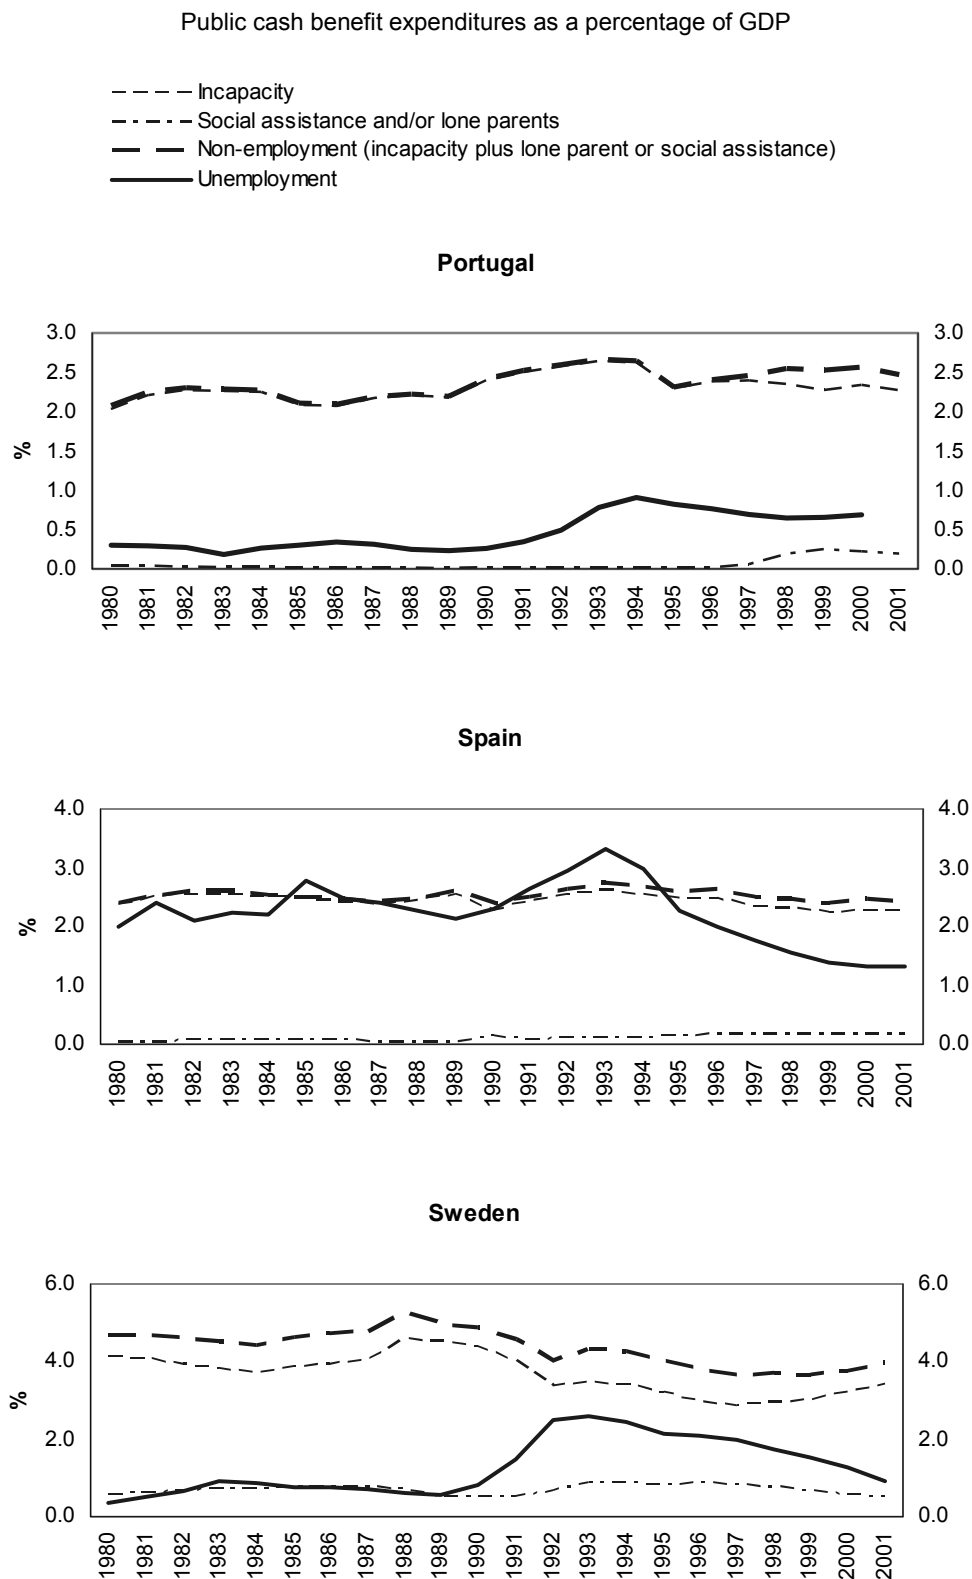 Public cash benefit expenditures as a percentage of GDP
Incapacity
Social assistance and/or lone parents
Non-employment (incapacity plus lone parent or social assistance)
Unemployment
Portugal
3.0 3.0
2.5 2.5
2.0 2.0
1.5 1.5
1.0 1.0
0.5 0.5
0.0 0.0
%
1980 1981 1982 1983 1984 1985 1986 1987 1988 1989 1990 1991 1992 1993 1994 1995 1996 1997 1998 1999 2000 2001
Spain
4.0 4.0
3.0 3.0
2.0 2.0
1.0 1.0
0.0 0.0
%
1980 1981 1982 1983 1984 1985 1986 1987 1988 1989 1990 1991 1992 1993 1994 1995 1996 1997 1998 1999 2000 2001
Sweden
6.0 6.0
4.0 4.0
2.0 2.0
0.0 0.0
%
1980 1981 1982 1983 1984 1985 1986 1987 1988 1989 1990 1991 1992 1993 1994 1995 1996 1997 1998 1999 2000 2001